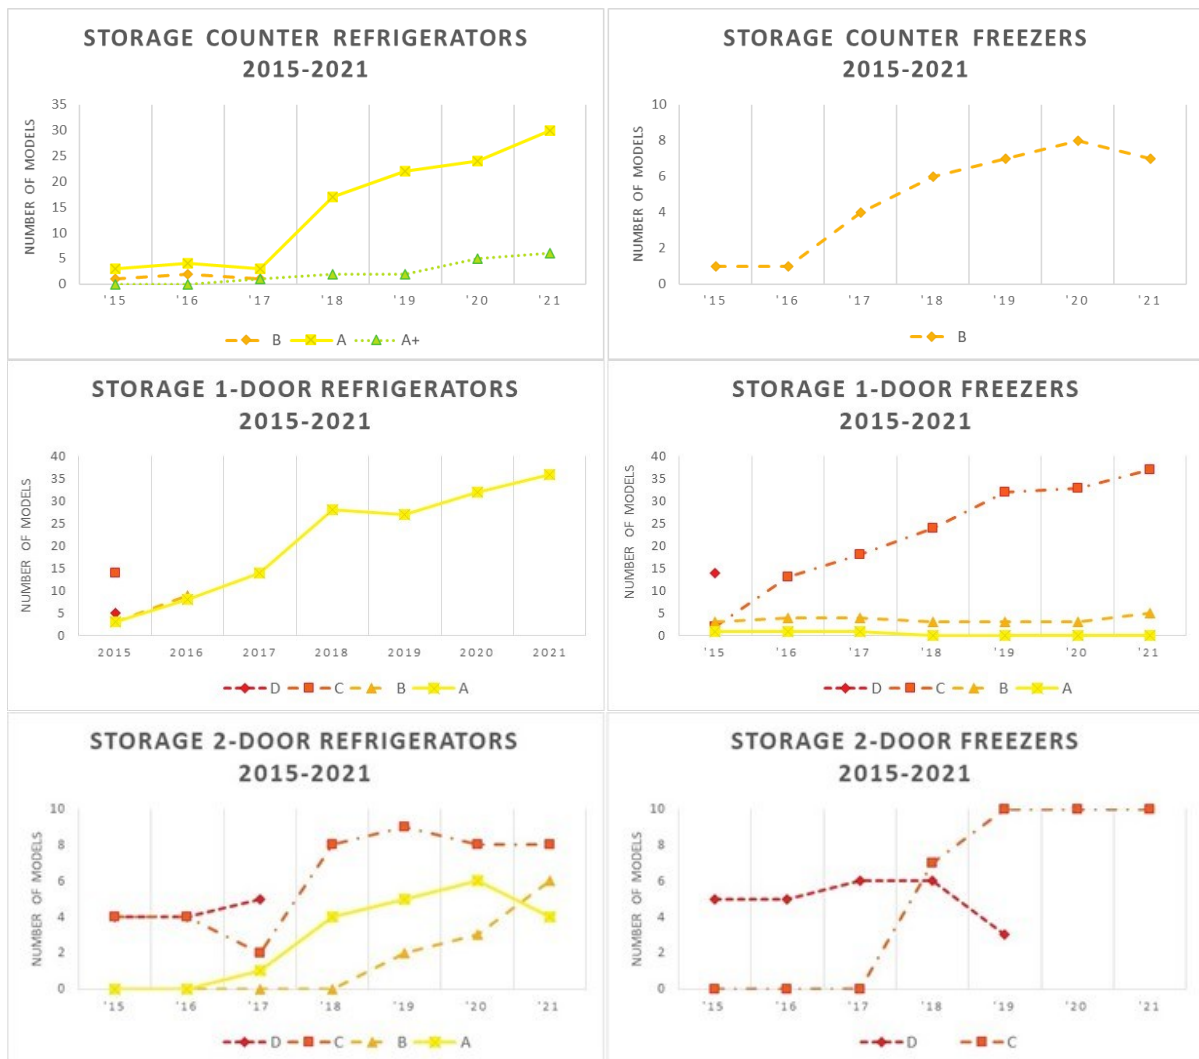 STORAGE COUNTER REFRIGERATORS
2015-2021
NUMBER OF MODELS
35
30
25
20
15
10
5
0
'15 '16 '17 '18 '19 '20 '21
B A A+
STORAGE COUNTER FREEZERS
2015-2021
NUMBER OF MODELS
10
8
6
4
2
0
'15 '16 '17 '18 '19 '20 '21
B
STORAGE 1-DOOR REFRIGERATORS
2015-2021
NUMBER OF MODELS
40
35
30
25
20
15
10
5
0
2015 2016 2017 2018 2019 2020 2021
D C B A
STORAGE 1-DOOR FREEZERS
2015-2021
NUMBER OF MODELS
40
35
30
25
20
15
10
5
0
'15 '16 '17 '18 '19 '20 '21
D C B A
STORAGE 2-DOOR REFRIGERATORS
2015-2021
NUMBER OF MODELS
10
8
6
4
2
0
'15 '16 '17 '18 '19 '20 '21
D C B A
STORAGE 2-DOOR FREEZERS
2015-2021
NUMBER OF MODELS
10
8
6
4
2
0
'15 '16 '17 '18 '19 '20 '21
D C